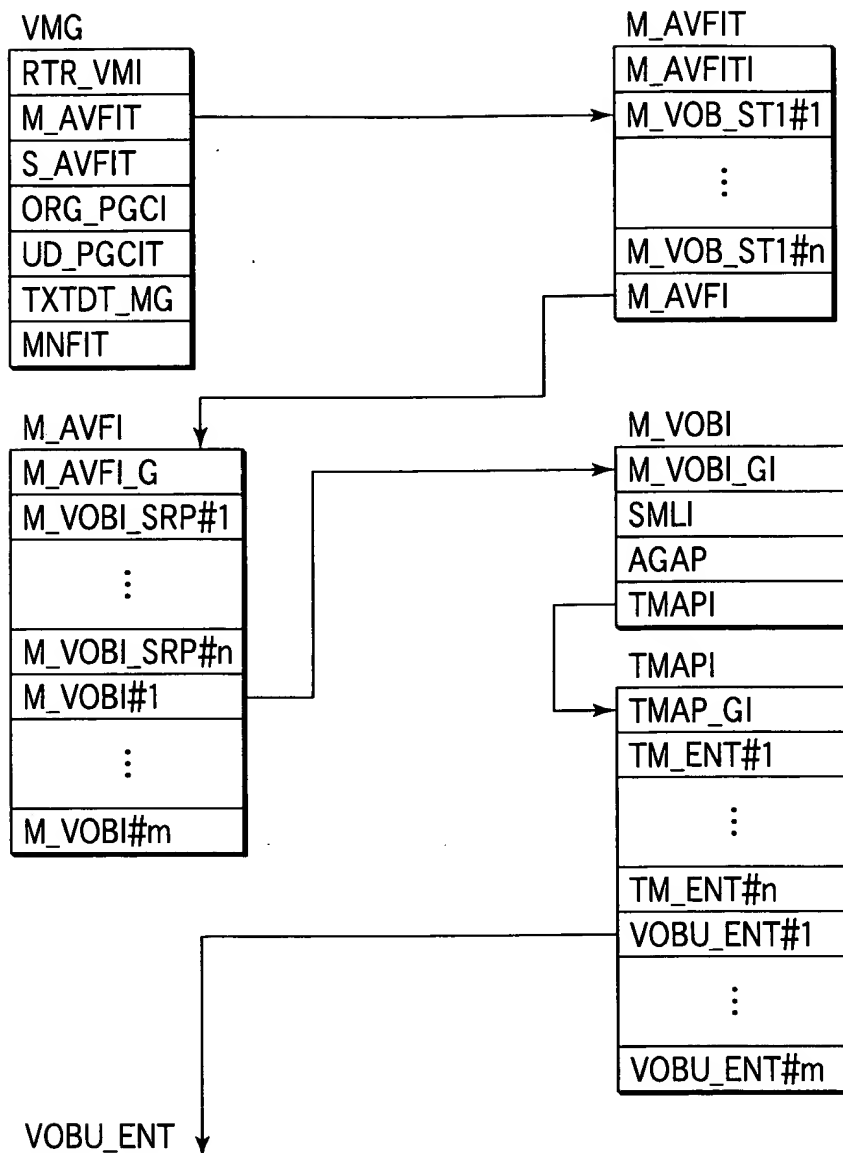 VMG
RTR_VMI
M_AVFIT
S_AVFIT
ORG_PGCI
UD_PGCIT
TXTDT_MG
MNFIT
M_AVFIT
M_AVFITI
M_VOB_ST1#1
⋮
M_VOB_ST1#n
M_AVFI
M_AVFI
M_AVFI_G
M_VOBI_SRP#1
⋮
M_VOBI_SRP#n
M_VOBI#1
⋮
M_VOBI#m
M_VOBI
M_VOBI_GI
SMLI
AGAP
TMAPI
TMAPI
TMAP_GI
TM_ENT#1
⋮
TM_ENT#n
VOBU_ENT#1
⋮
VOBU_ENT#m
VOBU_ENT